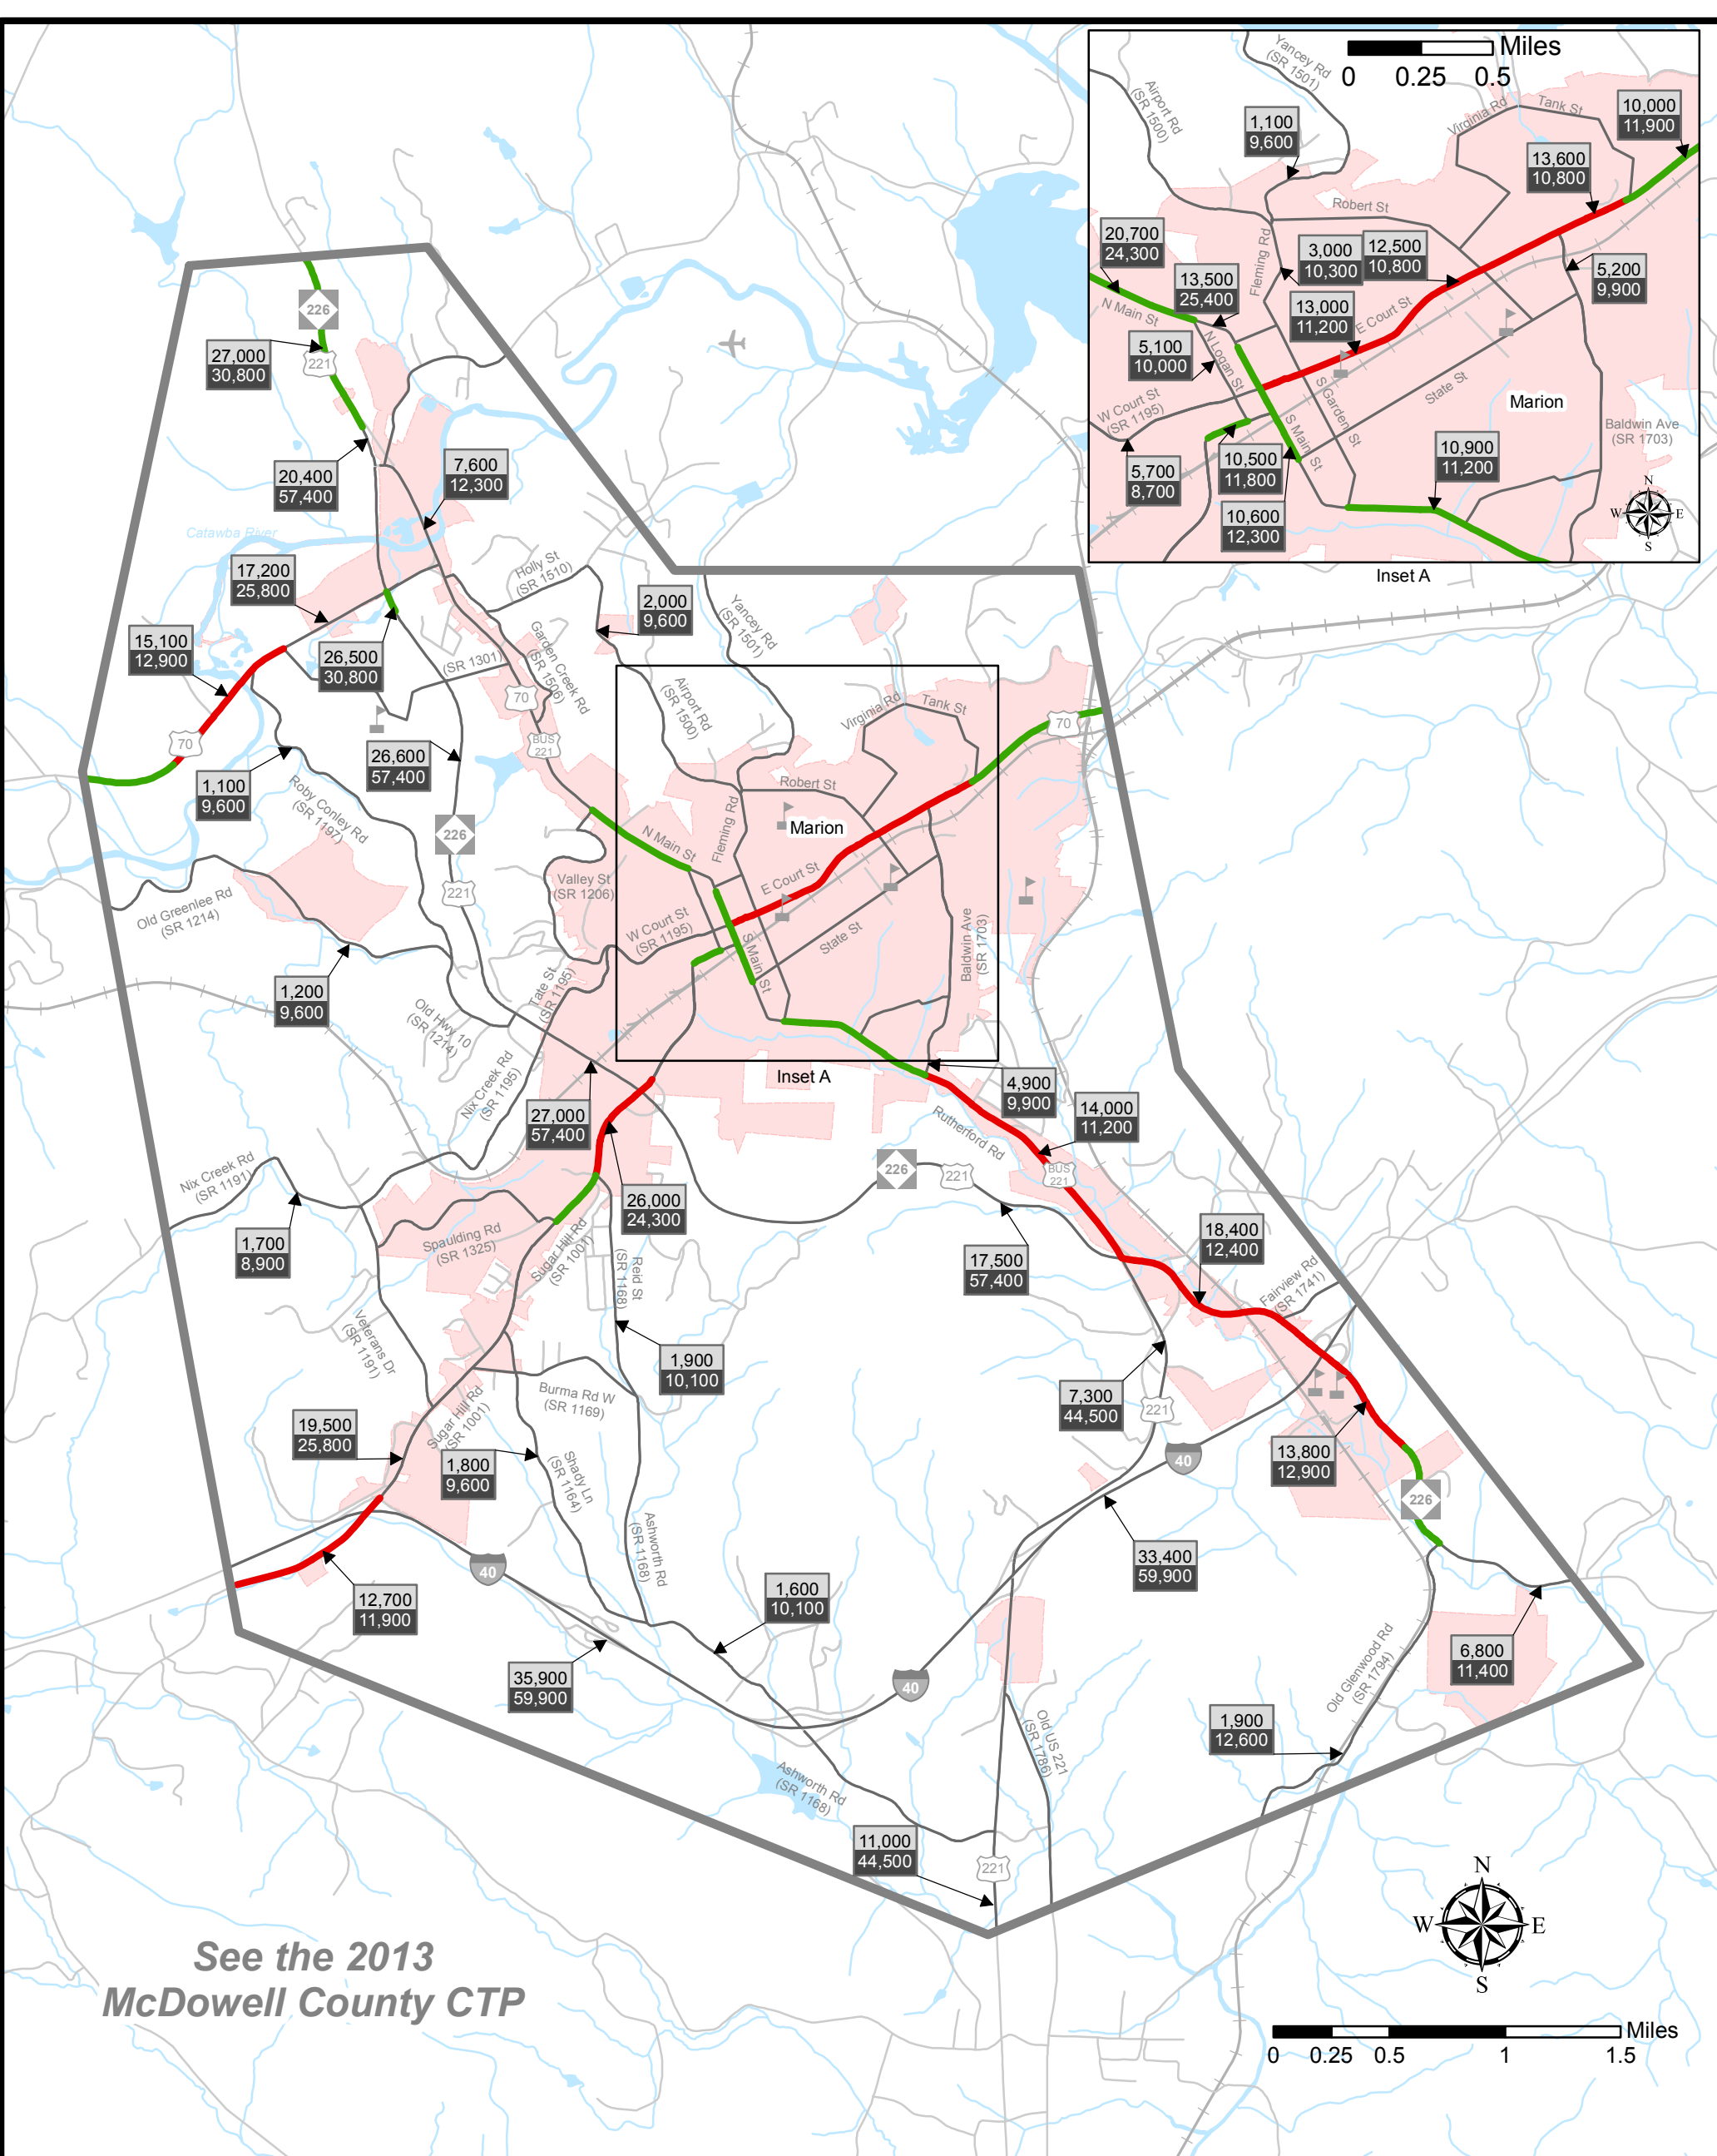 Miles
0
0.25
0.5
Yancey Rd
(SR 1501)
Airport Rd
(SR 1500)
1,100
9,600
Virginia Rd
Tank St
10,000
11,900
13,600
10,800
Robert St
20,700
24,300
Fleming Rd
3,000
10,300
12,500
10,800
5,200
9,900
13,500
25,400
N Main St
13,000
11,200
E Court St
5,100
10,000
N Logan St
S Garden St
State St
Marion
W Court St
(SR 1195)
S Main St
Baldwin Ave
(SR 1703)
5,700
8,700
10,500
11,800
10,900
11,200
10,600
12,300
N
W
E
S
Inset A
226
27,000
30,800
221
20,400
57,400
7,600
12,300
Catawba River
17,200
25,800
Holly St
(SR 1510)
2,000
9,600
Yancey Rd
(SR 1501)
15,100
12,900
26,500
30,800
(SR 1301)
Garden Creek Rd
(SR 1506)
70
Airport Rd
(SR 1500)
Virginia Rd
Tank St
70
70
BUS
221
26,600
57,400
1,100
9,600
Roby Conley Rd
(SR 1197)
Robert St
Marion
Fleming Rd
226
N Main St
221
Valley St
(SR 1206)
E Court St
Old Greenlee Rd
(SR 1214)
W Court St
(SR 1195)
State St
S Main St
Baldwin Ave
(SR 1703)
1,200
9,600
Tate St
(SR 1195)
Old Hwy 10
(SR 1214)
Nix Creek Rd
(SR 1195)
Inset A
4,900
9,900
27,000
57,400
14,000
11,200
Rutherford Rd
Nix Creek Rd
(SR 1191)
226
221
BUS
221
26,000
24,300
1,700
8,900
Spaulding Rd
(SR 1325)
Sugar Hill Rd
(SR 1001)
Reid St
(SR 1168)
17,500
57,400
18,400
12,400
Fairview Rd
(SR 1741)
Veterans Dr
(SR 1191)
1,900
10,100
7,300
44,500
221
Burma Rd W
(SR 1169)
19,500
25,800
Sugar Hill Rd
(SR 1001)
1,800
9,600
Shady Ln
(SR 1164)
40
13,800
12,900
226
Ashworth Rd
(SR 1168)
40
33,400
59,900
12,700
11,900
1,600
10,100
35,900
59,900
40
6,800
11,400
Old Glenwood Rd
(SR 1794)
1,900
12,600
Old US 221
(SR 1786)
Ashworth Rd
(SR 1168)
11,000
44,500
221
N
W
E
S
See the 2013
McDowell County CTP
Miles
0
0.25
0.5
1
1.5